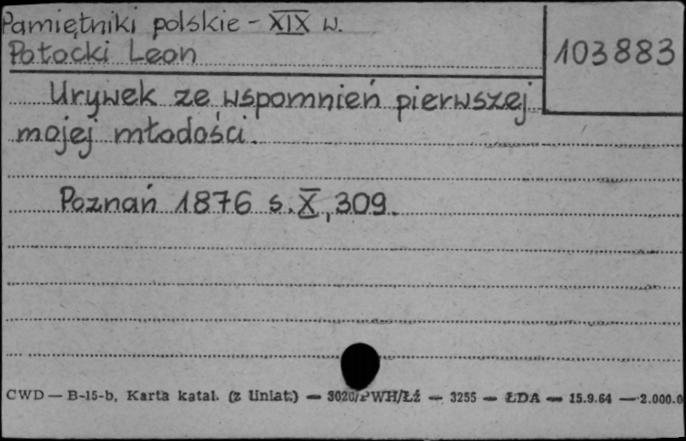 Pamiętniki polskie - XIX w.
Potocki Leon
103883
Urywek ze wspomnień pierwszej
mojej młodości.
Poznań 1876 s. X, 309.
CWD — B-15-b, Karta katal. (z liniat.) — 3020/PWH/Łź — 3255 — ŁDA — 15.9.64 — 2.000.0